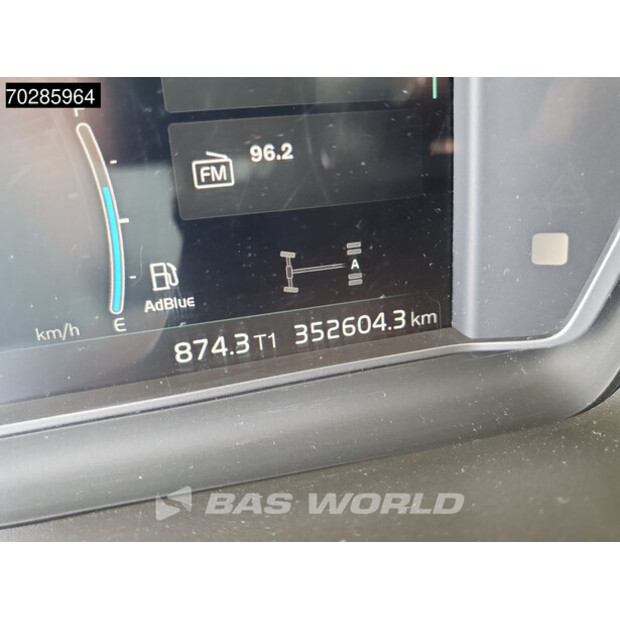 70285964
F
96.2
FM
A
AdBlue
km/h
E
874.3 T1 352604.3 km
BAS WORLD